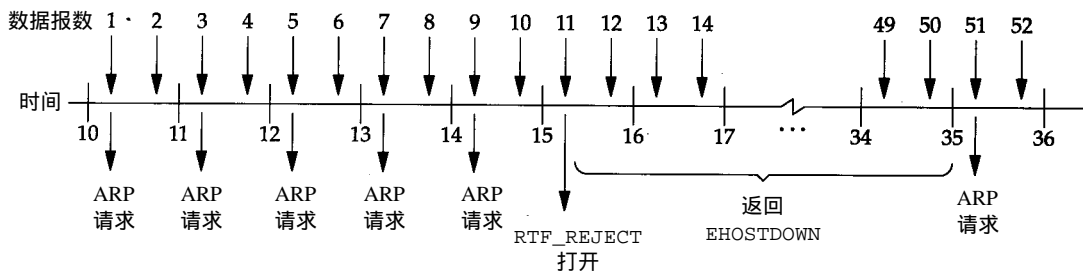 数据报数 1 2 3 4 5 6 7 8 9 10 11 12 13 14 49 50 51 52
时间
10 11 12 13 14 15 16 17 ... 34 35 36
ARP ARP ARP ARP ARP ARP
请求 请求 请求 请求 请求 返回 请求
RTF_REJECT EHOSTDOWN
打开